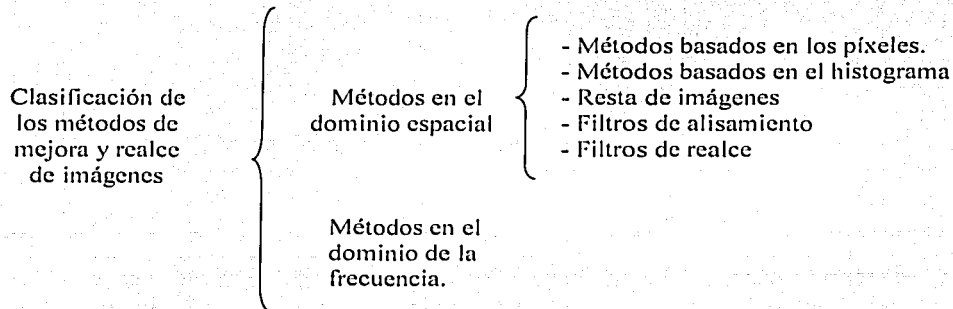 Clasificación de
los métodos de
mejora y realce
de imágenes
Métodos en el
dominio espacial
- Métodos basados en los píxeles.
- Métodos basados en el histograma
- Resta de imágenes
- Filtros de alisamiento
- Filtros de realce
Métodos en el
dominio de la
frecuencia.